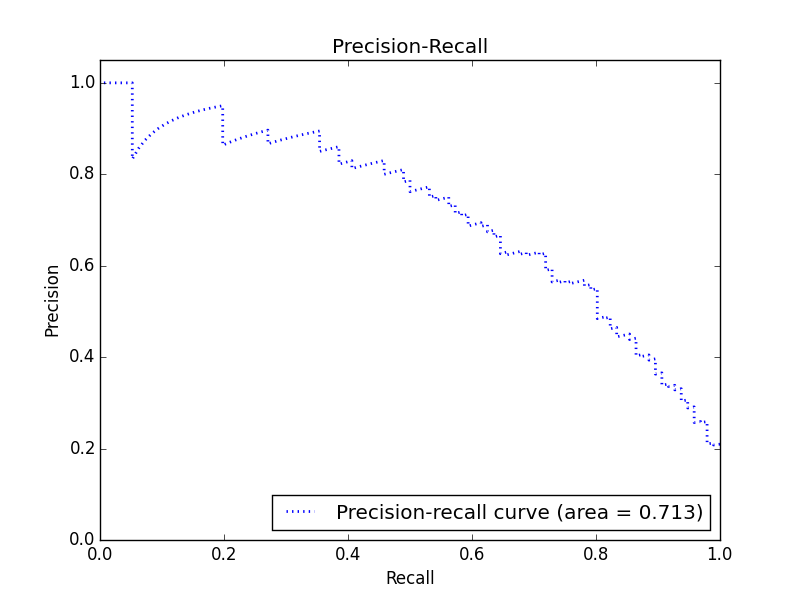 Precision-Recall
1.0
0.8
0.6
0.4
0.2
0.0
Precision
Precision-recall curve (area = 0.713)
0.0 0.2 0.4 0.6 0.8 1.0
Recall